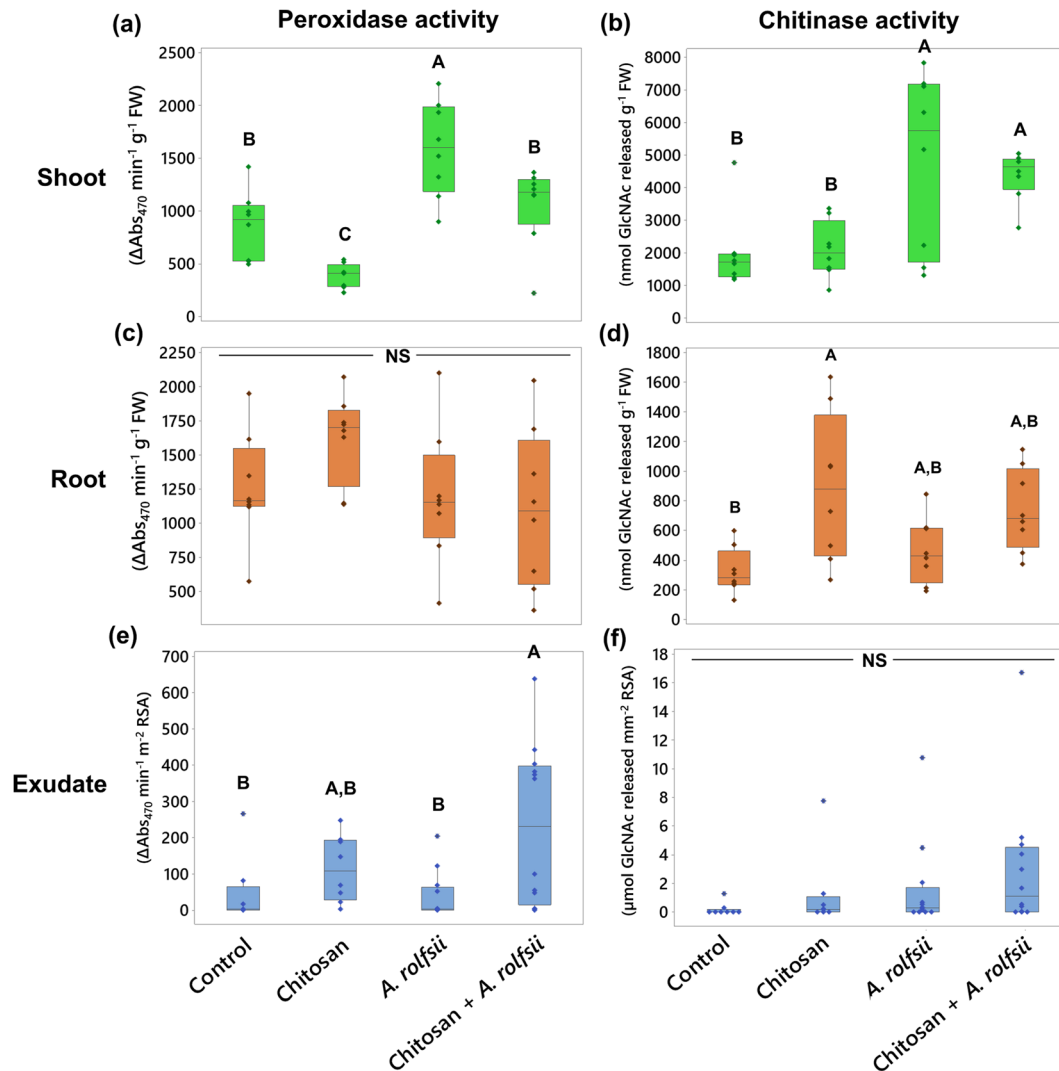 Peroxidase activity
Chitinase activity
(a)
(b)
Shoot
(ΔAbs₄₇₀ min⁻¹ g⁻¹ FW)
2500
2000
1500
1000
500
0
B
C
A
B
(nmol GlcNAc released g⁻¹ FW)
8000
7000
6000
5000
4000
3000
2000
1000
0
B
B
A
A
(c)
(d)
Root
(ΔAbs₄₇₀ min⁻¹ g⁻¹ FW)
2250
2000
1750
1500
1250
1000
750
500
NS
(nmol GlcNAc released g⁻¹ FW)
1800
1600
1400
1200
1000
800
600
400
200
0
B
A
A,B
A,B
(e)
(f)
Exudate
(ΔAbs₄₇₀ min⁻¹ m⁻² RSA)
700
600
500
400
300
200
100
0
B
A,B
B
A
(μmol GlcNAc released mm⁻² RSA)
18
16
14
12
10
8
6
4
2
0
NS
Control
Chitosan
A. rolfsii
Chitosan + A. rolfsii
Control
Chitosan
A. rolfsii
Chitosan + A. rolfsii